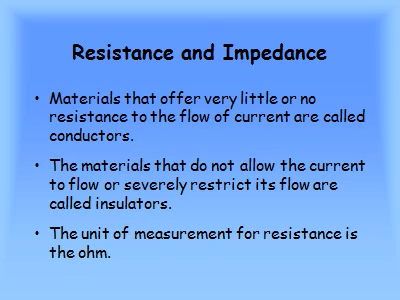 Resistance and Impedance
• Materials that offer very little or no
resistance to the flow of current are called
conductors.
• The materials that do not allow the current
to flow or severely restrict its flow are
called insulators.
• The unit of measurement for resistance is
the ohm.